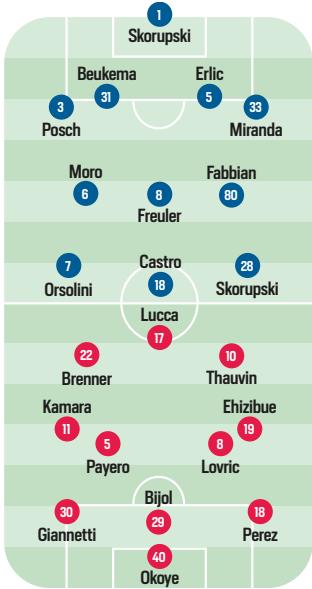 1
Skorupski
Beukema
Erlic
3
31
5
33
Posch
Miranda
Moro
Fabbian
6
8
80
Freuler
7
Castro
28
Orsolini
18
Skorupski
Lucca
17
22
10
Brenner
Thauvin
Kamara
Ehizibue
11
5
8
19
Payero
Lovric
30
Bijol
18
Giannetti
29
Perez
40
Okoye